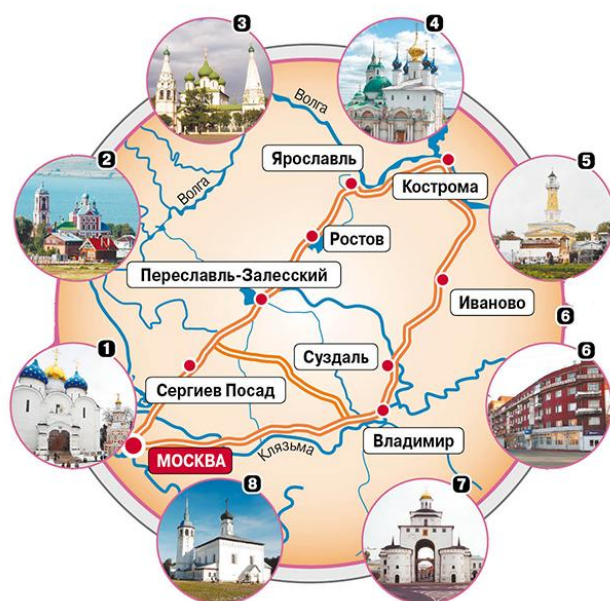 3
4
Волга
Ярославль
Кострома
2
Волга
5
Ростов
Переславль-Залесский
Иваново
6
1
Суздаль
6
Сергиев Посад
Владимир
МОСКВА
Клязьма
8
7